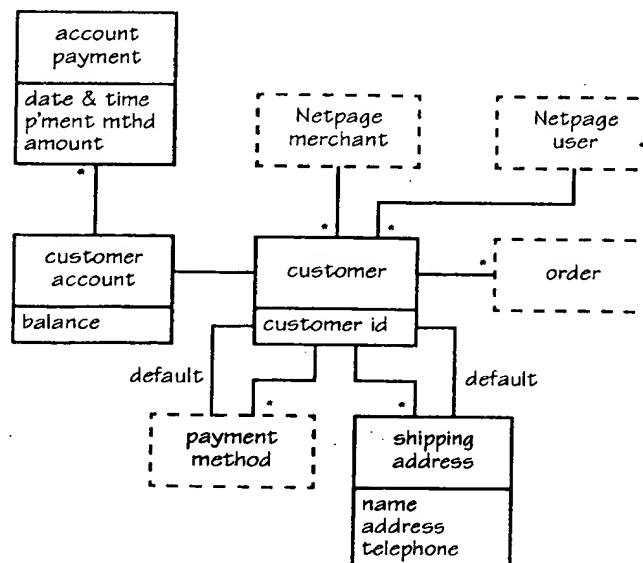 account
payment
date & time
p'ment mthd
amount
*
Netpage
merchant
*
Netpage
user
*
customer
account
balance
customer
customer id
*
order
default
*
payment
method
default
*
shipping
address
name
address
telephone